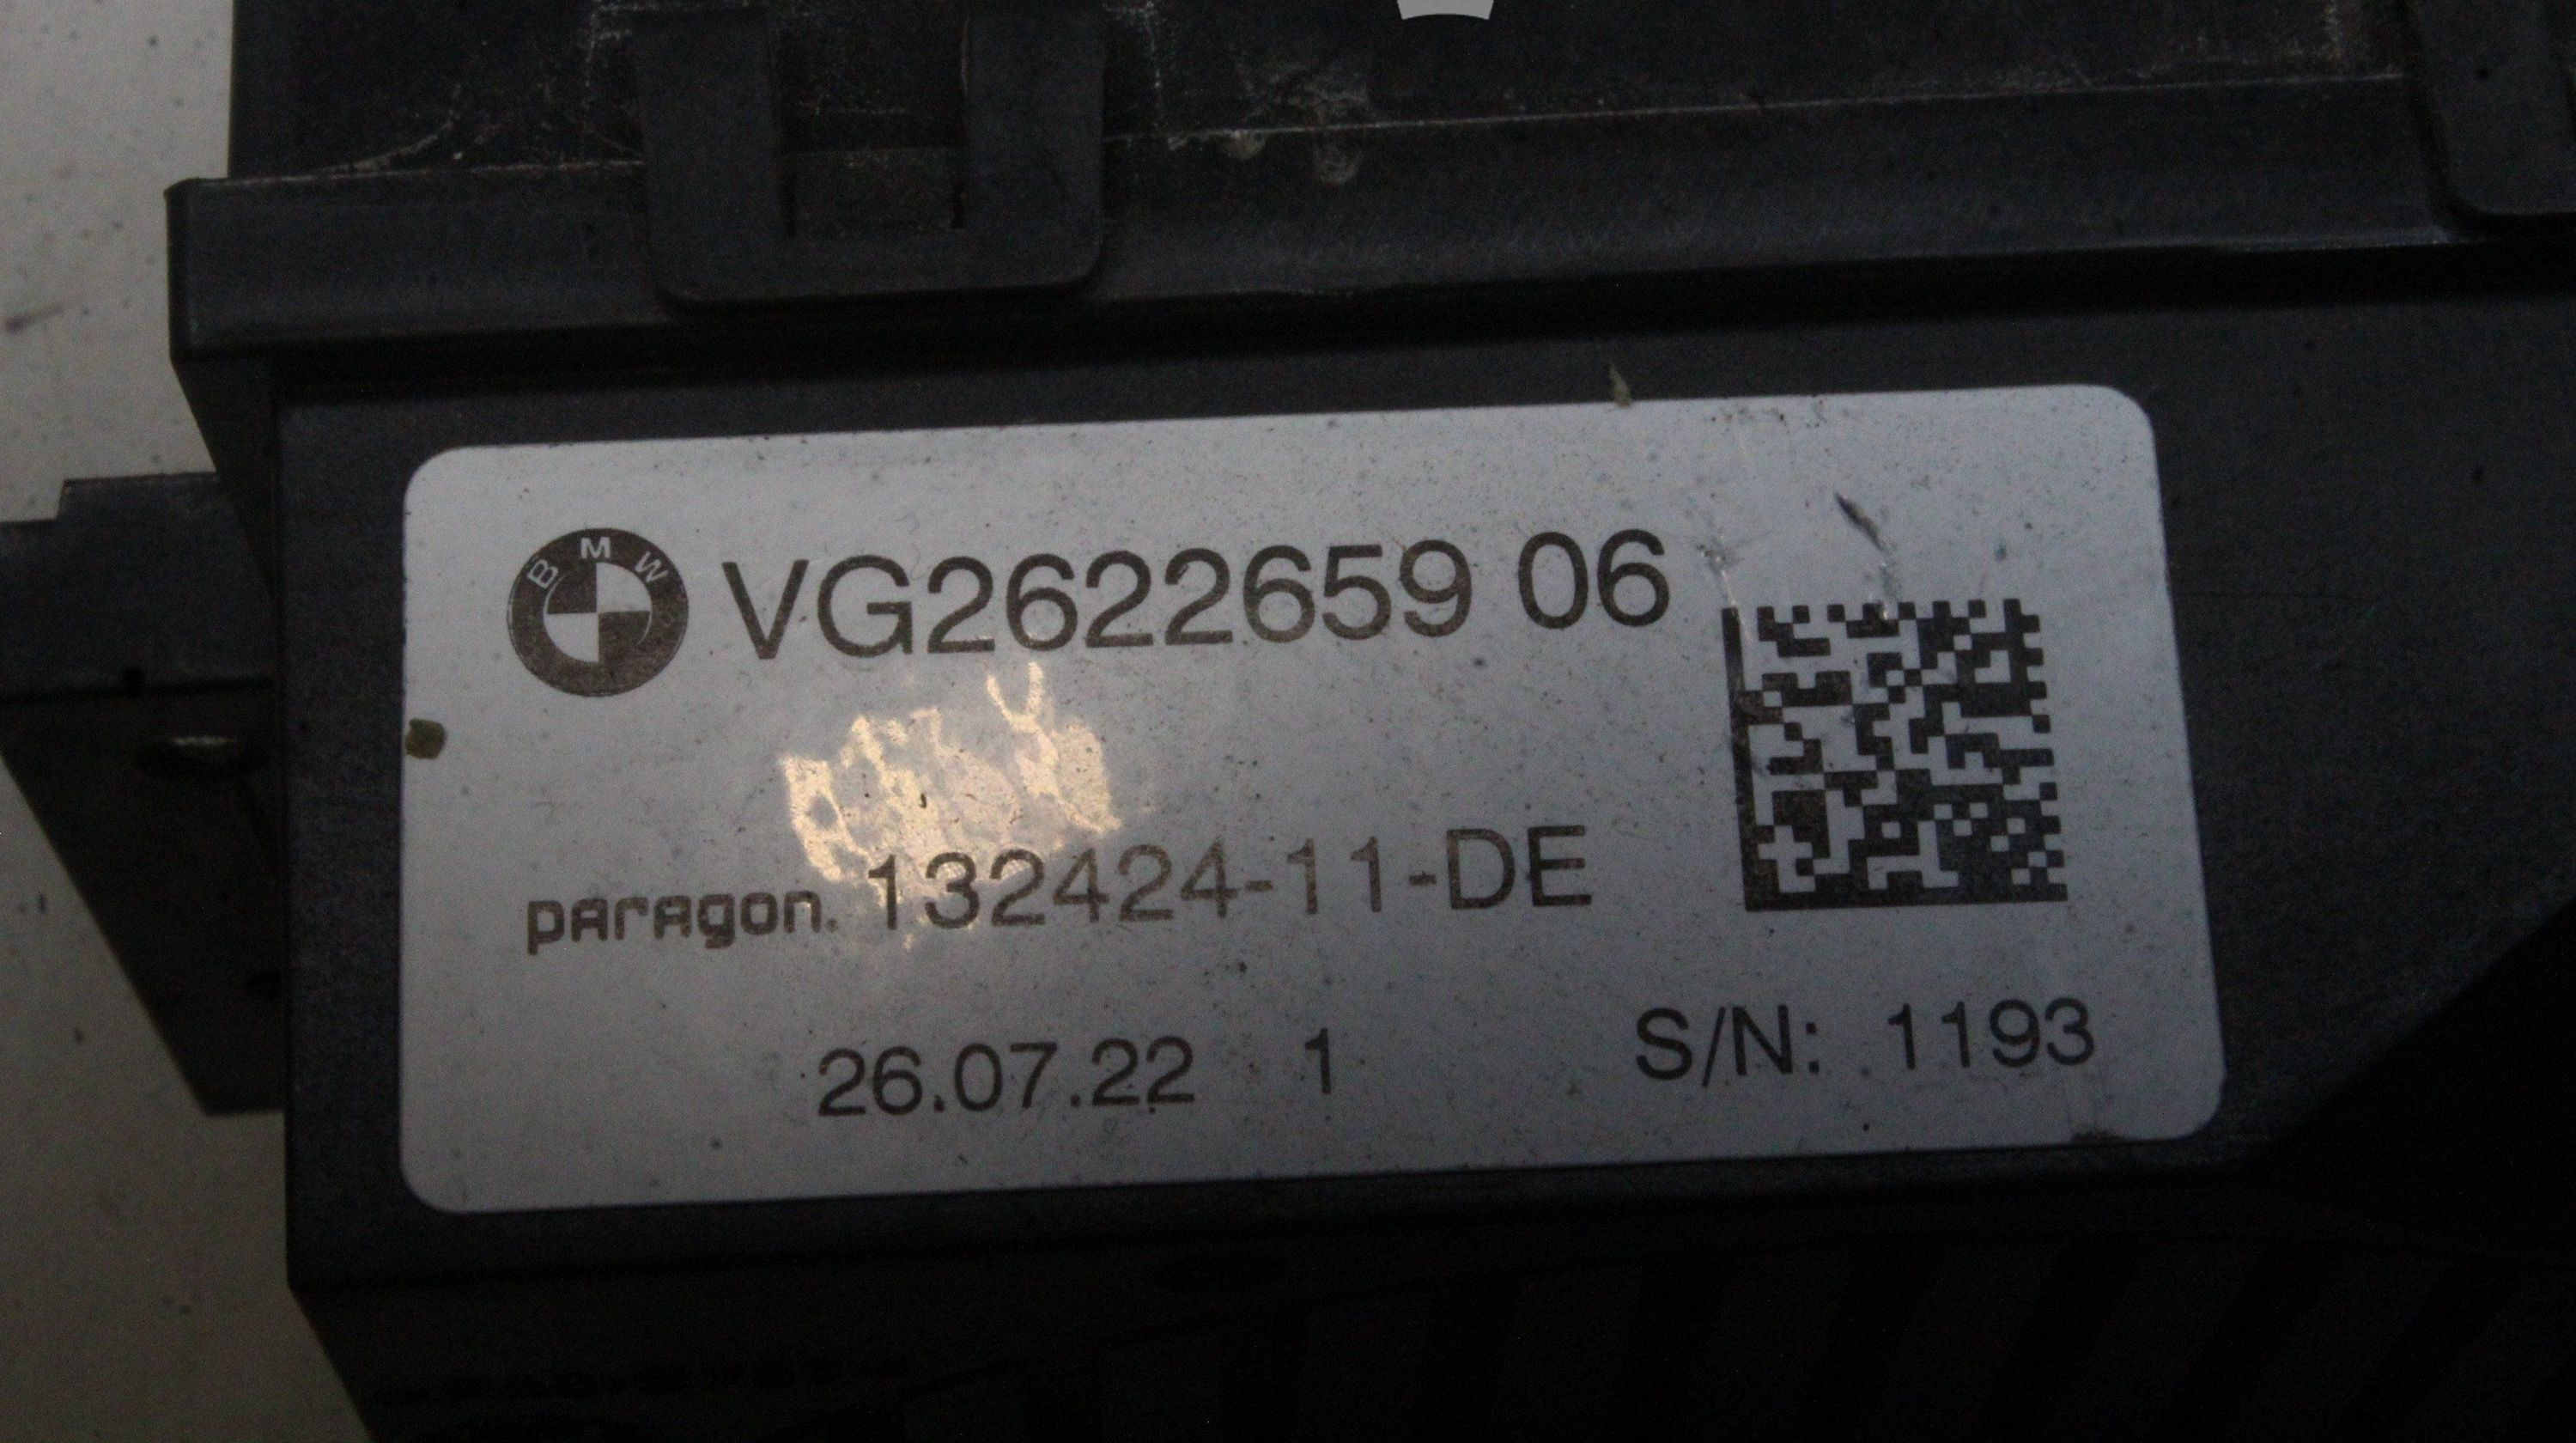 BMW VG2622659 06
paragon. 132424-11-DE
26.07.22 1 S/N: 1193